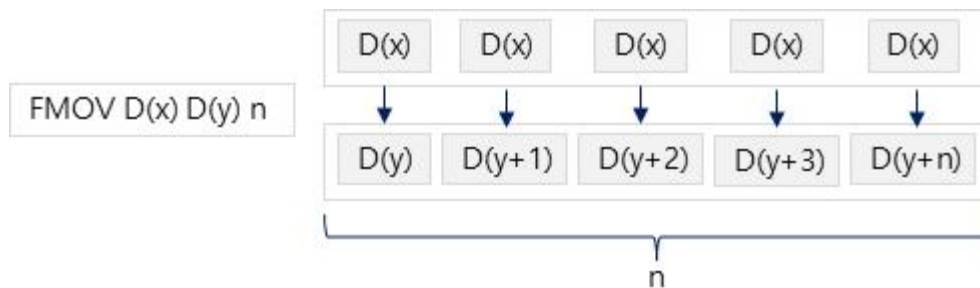 D(x) D(x) D(x) D(x) D(x)
FMOV D(x) D(y) n
D(y) D(y+1) D(y+2) D(y+3) D(y+n)
n